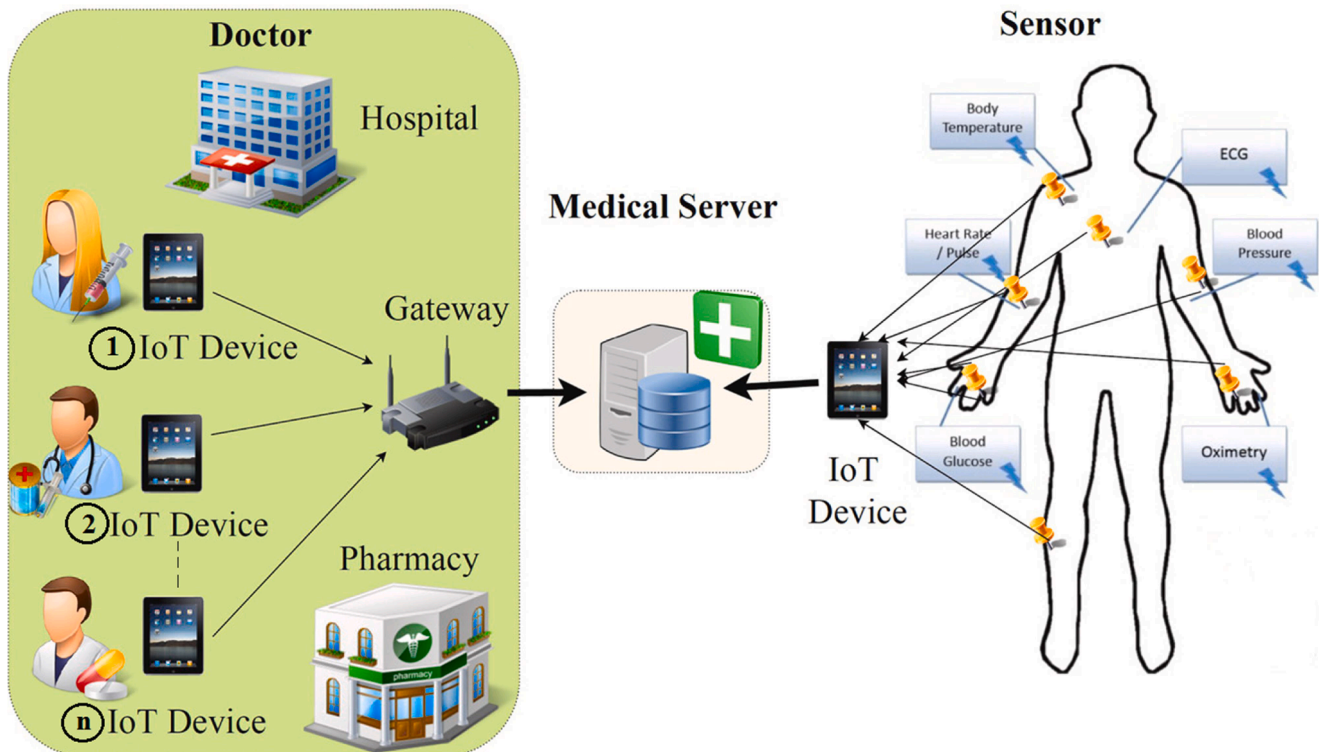 Doctor
Hospital
1 IoT Device
Gateway
2 IoT Device
Pharmacy
pharmacy
n IoT Device
Medical Server
Sensor
Body
Temperature
ECG
Heart Rate
/ Pulse
Blood
Pressure
IoT
Device
Blood
Glucose
Oximetry